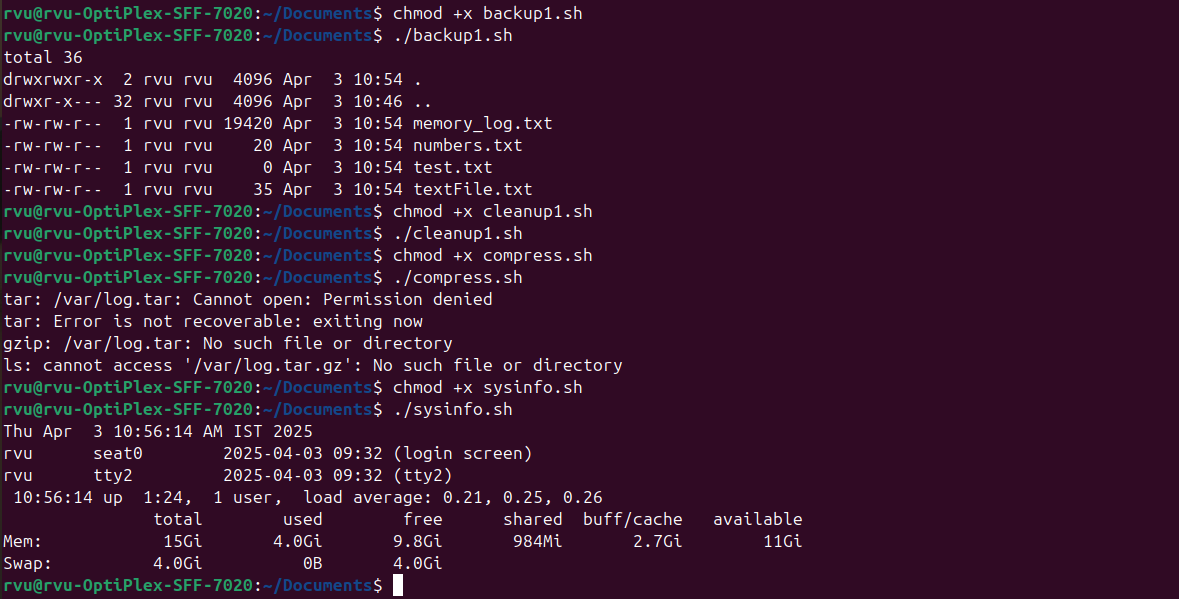 rvu@rvu-OptiPlex-SFF-7020:~/Documents$ chmod +x backup1.sh
rvu@rvu-OptiPlex-SFF-7020:~/Documents$ ./backup1.sh
total 36
drwxrwxr-x  2 rvu rvu  4096 Apr  3 10:54 .
drwxr-x--- 32 rvu rvu  4096 Apr  3 10:46 ..
-rw-rw-r--  1 rvu rvu 19420 Apr  3 10:54 memory_log.txt
-rw-rw-r--  1 rvu rvu    20 Apr  3 10:54 numbers.txt
-rw-rw-r--  1 rvu rvu     0 Apr  3 10:54 test.txt
-rw-rw-r--  1 rvu rvu    35 Apr  3 10:54 textFile.txt
rvu@rvu-OptiPlex-SFF-7020:~/Documents$ chmod +x cleanup1.sh
rvu@rvu-OptiPlex-SFF-7020:~/Documents$ ./cleanup1.sh
rvu@rvu-OptiPlex-SFF-7020:~/Documents$ chmod +x compress.sh
rvu@rvu-OptiPlex-SFF-7020:~/Documents$ ./compress.sh
tar: /var/log.tar: Cannot open: Permission denied
tar: Error is not recoverable: exiting now
gzip: /var/log.tar: No such file or directory
ls: cannot access '/var/log.tar.gz': No such file or directory
rvu@rvu-OptiPlex-SFF-7020:~/Documents$ chmod +x sysinfo.sh
rvu@rvu-OptiPlex-SFF-7020:~/Documents$ ./sysinfo.sh
Thu Apr  3 10:56:14 AM IST 2025
rvu      seat0        2025-04-03 09:32 (login screen)
rvu      tty2         2025-04-03 09:32 (tty2)
 10:56:14 up  1:24,  1 user,  load average: 0.21, 0.25, 0.26
               total        used        free      shared  buff/cache   available
Mem:            15Gi       4.0Gi       9.8Gi       984Mi       2.7Gi        11Gi
Swap:          4.0Gi          0B       4.0Gi
rvu@rvu-OptiPlex-SFF-7020:~/Documents$